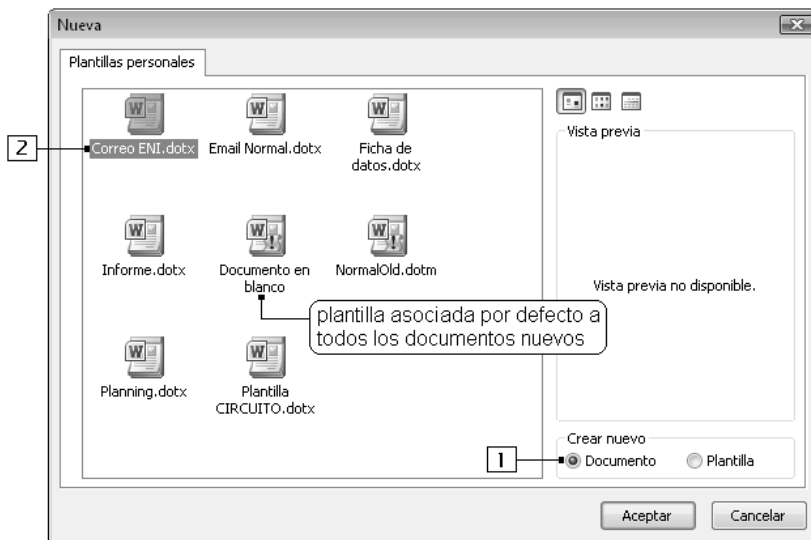 Nueva
Plantillas personales
2
Correo ENI.dotx
Email Normal.dotx
Ficha de
datos.dotx
Informe.dotx
Documento en
blanco
NormalOld.dotm
plantilla asociada por defecto a
todos los documentos nuevos
Planning.dotx
Plantilla
CIRCUITO.dotx
Vista previa
Vista previa no disponible.
Crear nuevo
1
Documento
Plantilla
Aceptar
Cancelar